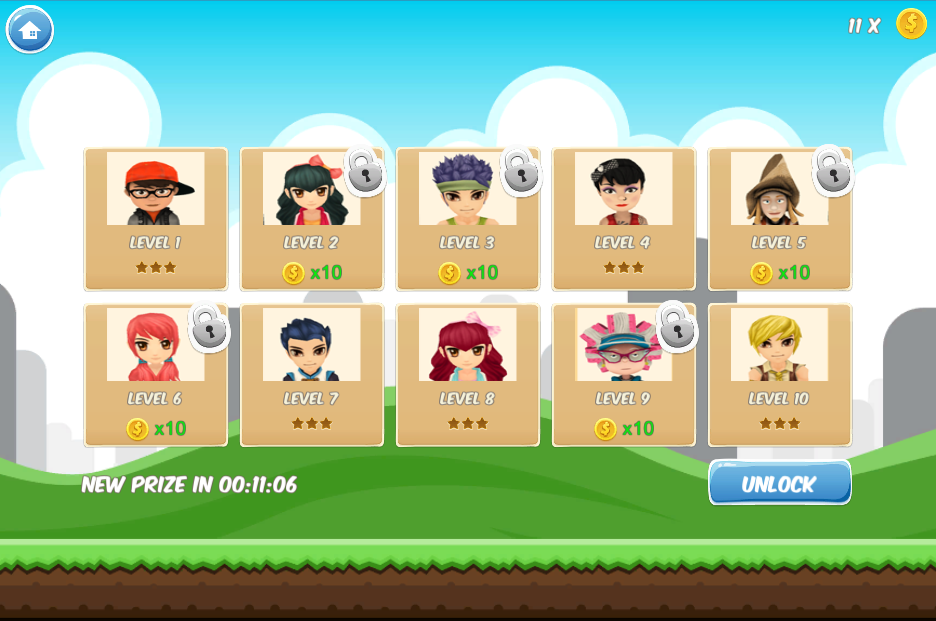 11 X
LEVEL 1
LEVEL 2
x10
LEVEL 3
x10
LEVEL 4
LEVEL 5
x10
LEVEL 6
x10
LEVEL 7
LEVEL 8
LEVEL 9
x10
LEVEL 10
NEW PRIZE IN 00:11:06
UNLOCK